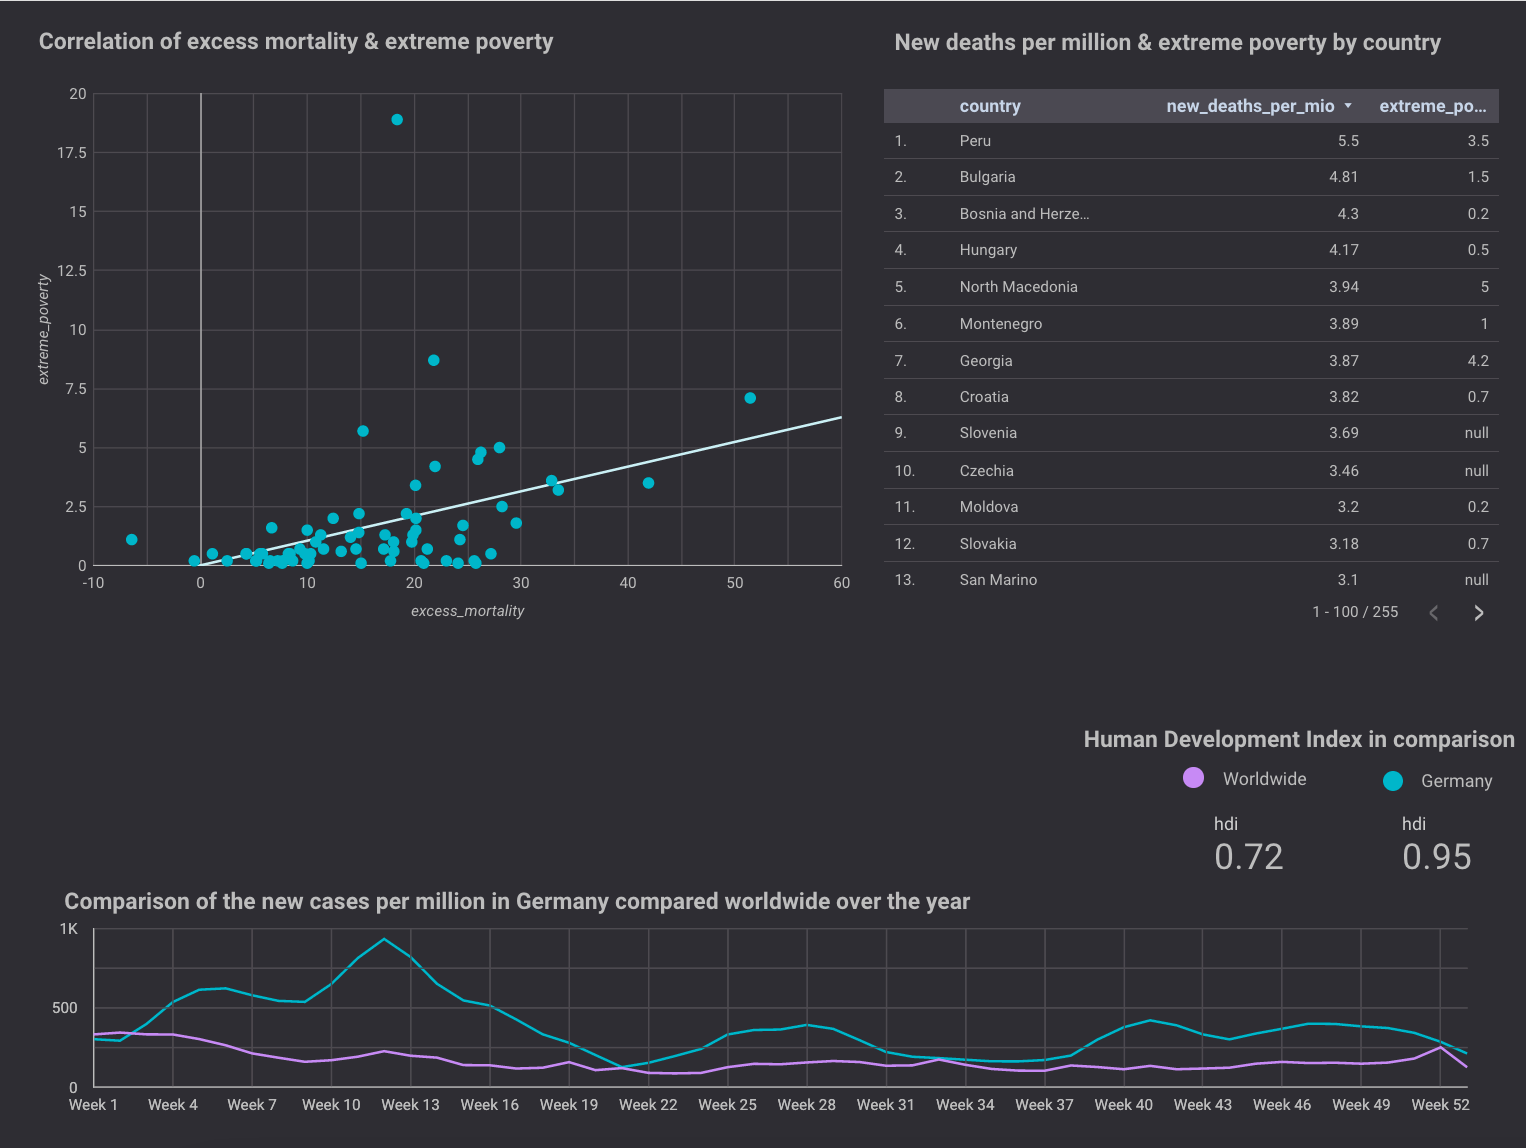 Correlation of excess mortality & extreme poverty
20
17.5
15
12.5
10
7.5
5
2.5
0
extreme_poverty
-10 0 10 20 30 40 50 60
excess_mortality
New deaths per million & extreme poverty by country
country new_deaths_per_mio extreme_po...
1. Peru 5.5 3.5
2. Bulgaria 4.81 1.5
3. Bosnia and Herze... 4.3 0.2
4. Hungary 4.17 0.5
5. North Macedonia 3.94 5
6. Montenegro 3.89 1
7. Georgia 3.87 4.2
8. Croatia 3.82 0.7
9. Slovenia 3.69 null
10. Czechia 3.46 null
11. Moldova 3.2 0.2
12. Slovakia 3.18 0.7
13. San Marino 3.1 null
1 - 100 / 255
Human Development Index in comparison
Worldwide Germany
hdi hdi
0.72 0.95
Comparison of the new cases per million in Germany compared worldwide over the year
1K
500
0
Week 1 Week 4 Week 7 Week 10 Week 13 Week 16 Week 19 Week 22 Week 25 Week 28 Week 31 Week 34 Week 37 Week 40 Week 43 Week 46 Week 49 Week 52